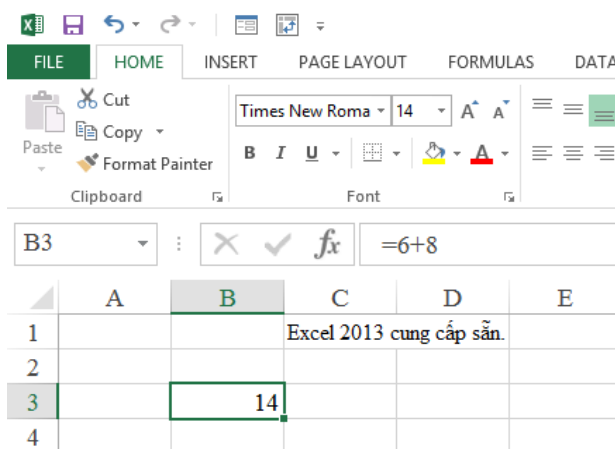 FILE HOME INSERT PAGE LAYOUT FORMULAS DATA
Paste
Cut
Copy
Format Painter
Clipboard
Times New Roma 14 A A
B I U A
Font
B3 fx =6+8
A B C D E
1 Excel 2013 cung cấp sẵn.
2
3 14
4